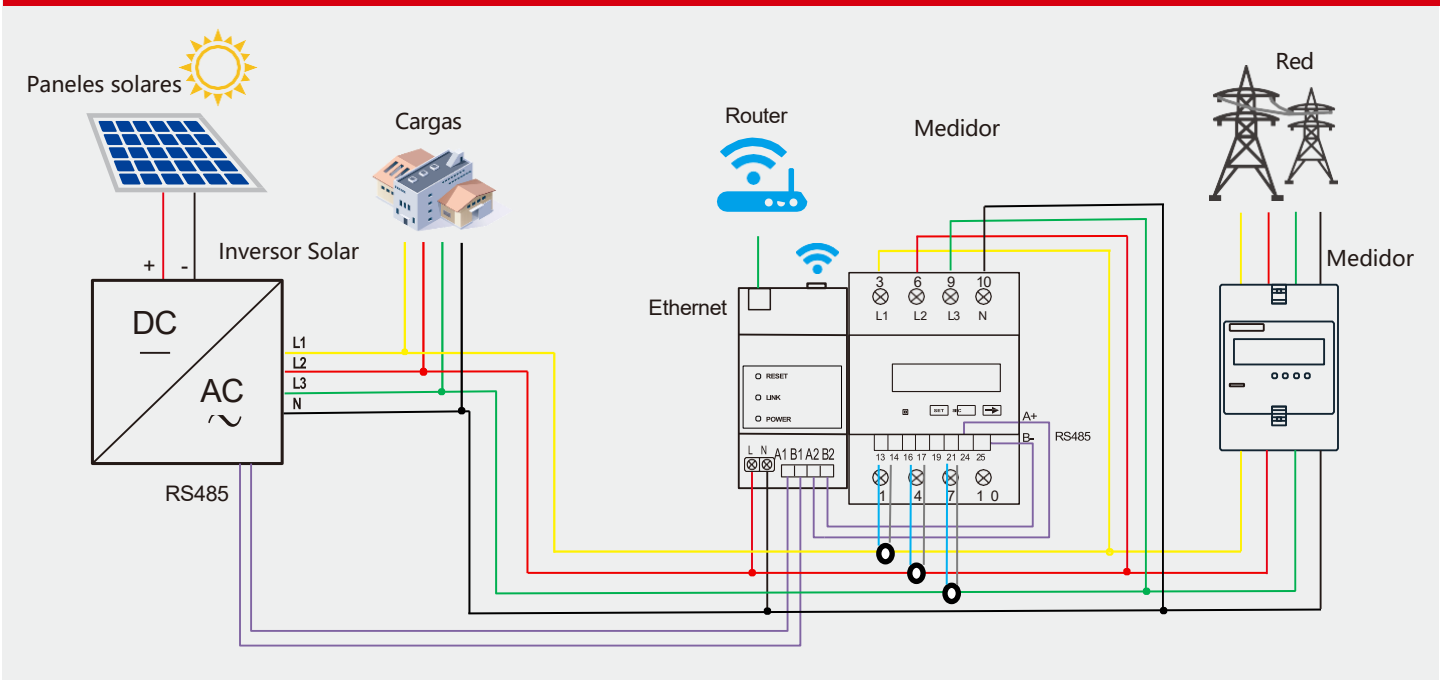 Paneles solares
Cargas
Router
Medidor
Red
Inversor Solar
Medidor
+ -
Ethernet
DC
AC
L1
L2
L3
N
3 6 9 10
L1 L2 L3 N
RESET
LINK
POWER
SET
A+
B-
RS485
L N A1 B1 A2 B2
13 14 16 17 19 21 24 25
1 4 7 1 0
RS485